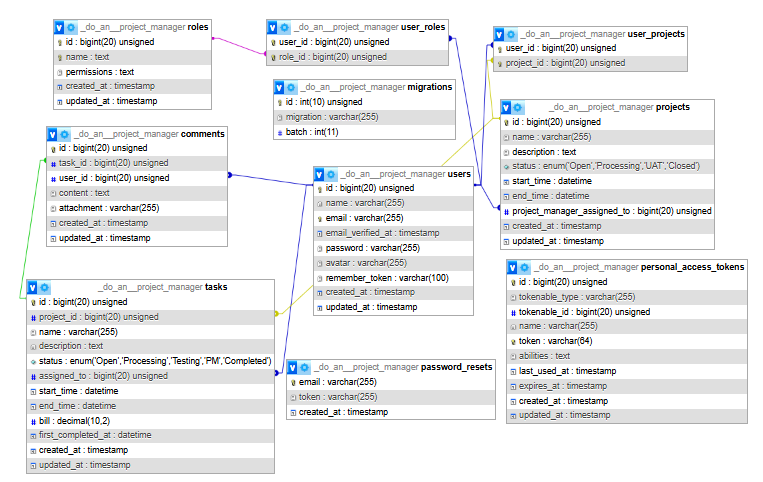 _do_an__project_manager roles
id : bigint(20) unsigned
name : text
permissions : text
created_at : timestamp
updated_at : timestamp
_do_an__project_manager user_roles
user_id : bigint(20) unsigned
role_id : bigint(20) unsigned
_do_an__project_manager user_projects
user_id : bigint(20) unsigned
project_id : bigint(20) unsigned
_do_an__project_manager migrations
id : int(10) unsigned
migration : varchar(255)
batch : int(11)
_do_an__project_manager projects
id : bigint(20) unsigned
name : varchar(255)
description : text
status : enum('Open','Processing','UAT','Closed')
start_time : datetime
end_time : datetime
project_manager_assigned_to : bigint(20) unsigned
created_at : timestamp
updated_at : timestamp
_do_an__project_manager comments
id : bigint(20) unsigned
task_id : bigint(20) unsigned
user_id : bigint(20) unsigned
content : text
attachment : varchar(255)
created_at : timestamp
updated_at : timestamp
_do_an__project_manager users
id : bigint(20) unsigned
name : varchar(255)
email : varchar(255)
email_verified_at : timestamp
password : varchar(255)
avatar : varchar(255)
remember_token : varchar(100)
created_at : timestamp
updated_at : timestamp
_do_an__project_manager personal_access_tokens
id : bigint(20) unsigned
tokenable_type : varchar(255)
tokenable_id : bigint(20) unsigned
name : varchar(255)
token : varchar(64)
abilities : text
last_used_at : timestamp
expires_at : timestamp
created_at : timestamp
updated_at : timestamp
_do_an__project_manager tasks
id : bigint(20) unsigned
project_id : bigint(20) unsigned
name : varchar(255)
description : text
status : enum('Open','Processing','Testing','PM','Completed')
assigned_to : bigint(20) unsigned
start_time : datetime
end_time : datetime
bill : decimal(10,2)
first_completed_at : datetime
created_at : timestamp
updated_at : timestamp
_do_an__project_manager password_resets
email : varchar(255)
token : varchar(255)
created_at : timestamp